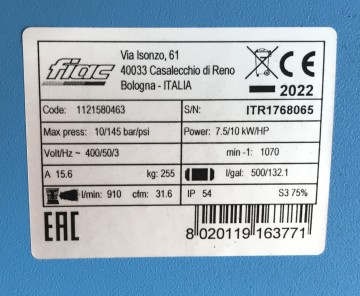 fiac
Via Isonzo, 61
40033 Casalecchio di Reno
Bologna - ITALIA
CE
2022
Code: 1121580463 S/N: ITR1768065
Max press: 10/145 bar/psi Power: 7.5/10 kW/HP
Volt/Hz ~ 400/50/3 min -1: 1070
A 15.6 kg: 255 l/gal: 500/132.1
l/min: 910 cfm: 31.6 IP 54 S3 75%
EAC
8 020119 163771